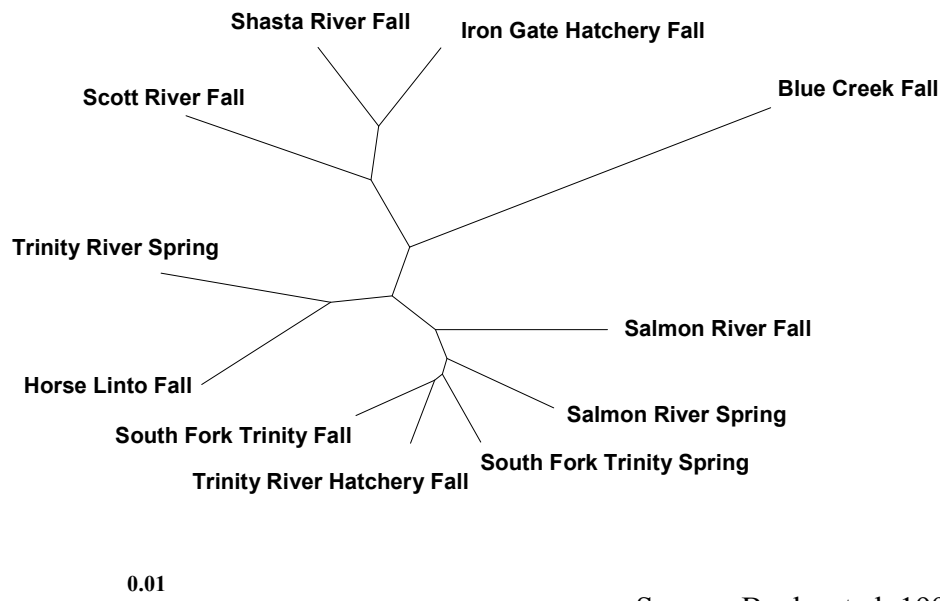 Shasta River Fall
Iron Gate Hatchery Fall
Blue Creek Fall
Scott River Fall
Trinity River Spring
Salmon River Fall
Horse Linto Fall
Salmon River Spring
South Fork Trinity Fall
South Fork Trinity Spring
Trinity River Hatchery Fall
0.01